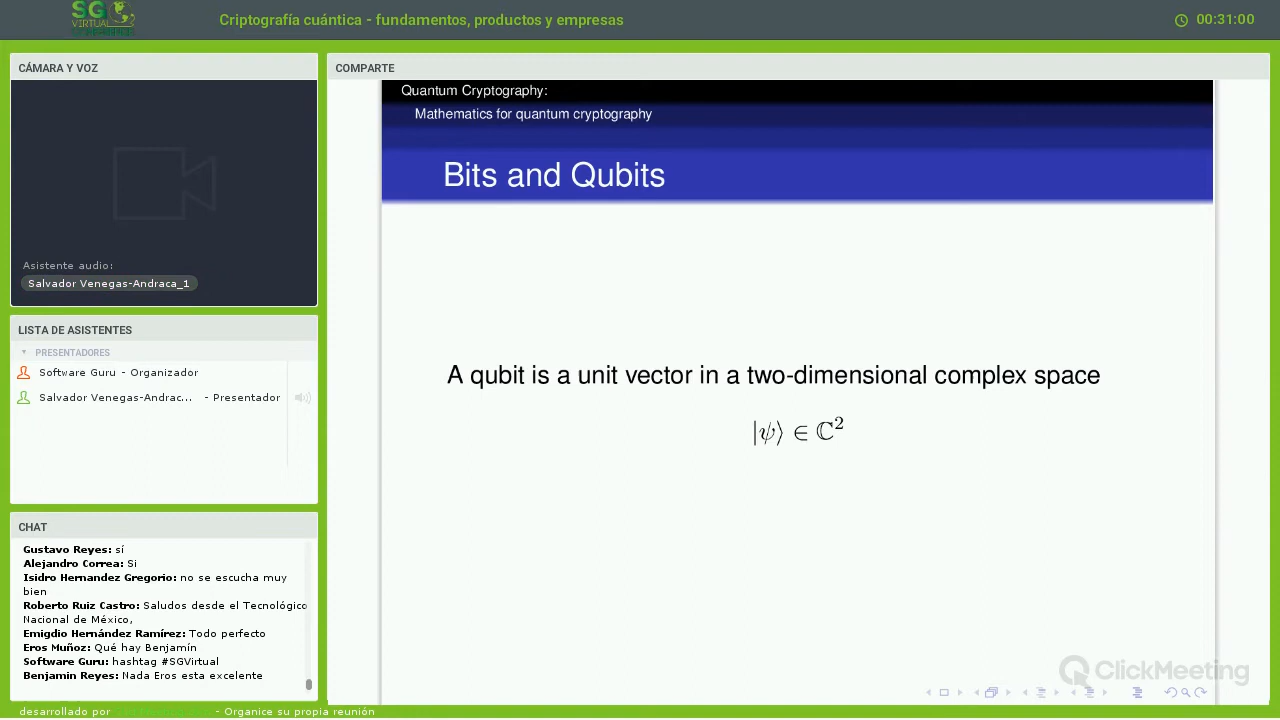 SG
VIRTUAL
Criptografía cuántica - fundamentos, productos y empresas
00:31:00
CÁMARA Y VOZ
Asistente audio:
Salvador Venegas-Andraca_1
LISTA DE ASISTENTES
PRESENTADORES
Software Guru - Organizador
Salvador Venegas-Andrac... - Presentador
CHAT
Gustavo Reyes: sí
Alejandro Correa: Si
Isidro Hernandez Gregorio: no se escucha muy
bien
Roberto Ruiz Castro: Saludos desde el Tecnológico
Nacional de México,
Emigdio Hernández Ramírez: Todo perfecto
Eros Muñoz: Qué hay Benjamín
Software Guru: hashtag #SGVirtual
Benjamin Reyes: Nada Eros esta excelente
desarrollado por - Organice su propia reunión
COMPARTE
Quantum Cryptography:
Mathematics for quantum cryptography
Bits and Qubits
A qubit is a unit vector in a two-dimensional complex space
|ψ⟩ ∈ ℂ²
ClickMeeting